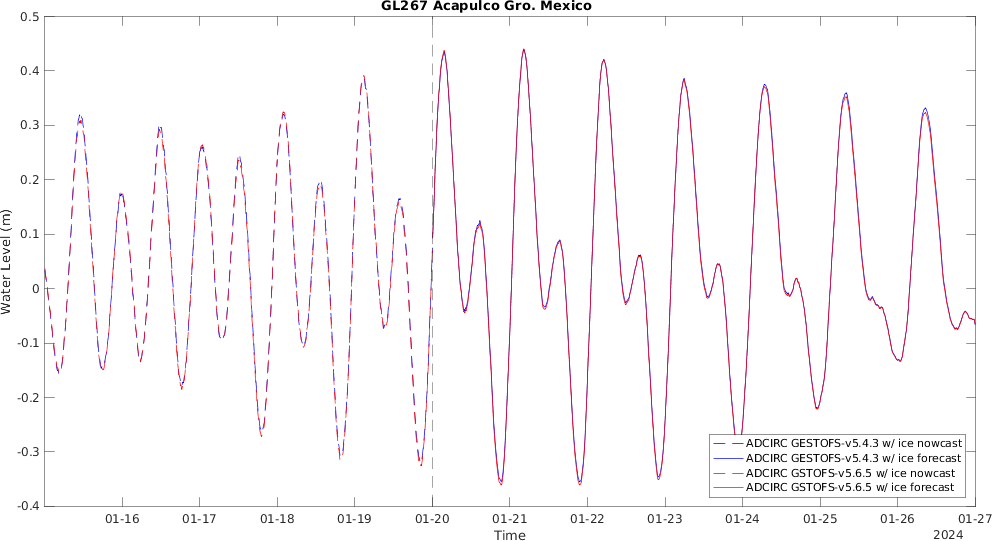 GL267 Acapulco Gro. Mexico
0.5
0.4
0.3
0.2
0.1
0
-0.1
-0.2
-0.3
-0.4
Water Level (m)
ADCIRC GESTOFS-v5.4.3 w/ ice nowcast
ADCIRC GESTOFS-v5.4.3 w/ ice forecast
ADCIRC GSTOFS-v5.6.5 w/ ice nowcast
ADCIRC GSTOFS-v5.6.5 w/ ice forecast
01-16 01-17 01-18 01-19 01-20 01-21 01-22 01-23 01-24 01-25 01-26 01-27
Time
2024